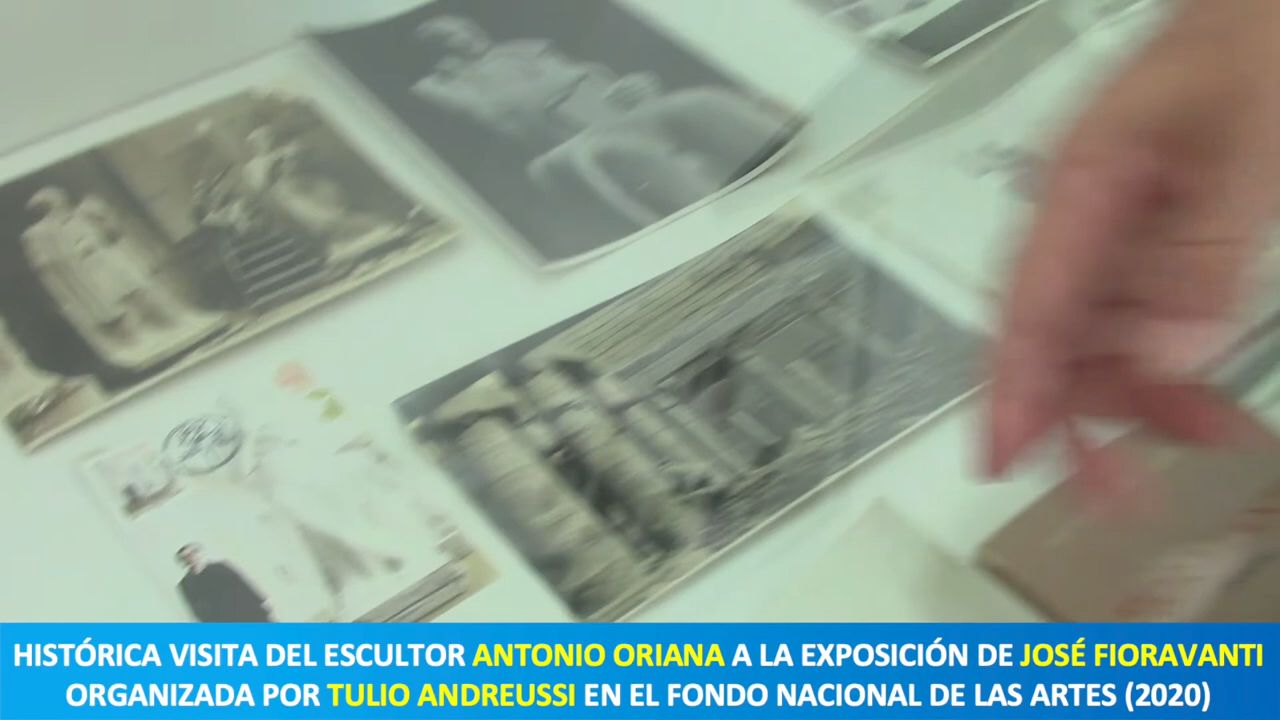 HISTÓRICA VISITA DEL ESCULTOR ANTONIO ORIANA A LA EXPOSICIÓN DE JOSÉ FIORAVANTI
ORGANIZADA POR TULIO ANDREUSSI EN EL FONDO NACIONAL DE LAS ARTES (2020)